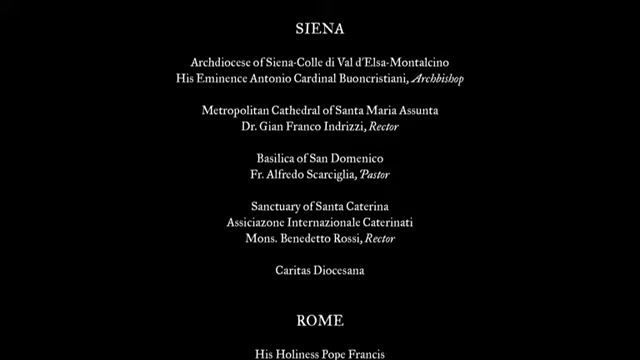 SIENA
Archdiocese of Siena-Colle di Val d'Elsa-Montalcino
His Eminence Antonio Cardinal Buoncristiani, Archbishop
Metropolitan Cathedral of Santa Maria Assunta
Dr. Gian Franco Indrizzi, Rector
Basilica of San Domenico
Fr. Alfredo Scarciglia, Pastor
Sanctuary of Santa Caterina
Assiciazone Internazionale Caterinati
Mons. Benedetto Rossi, Rector
Caritas Diocesana
ROME
His Holiness Pope Francis